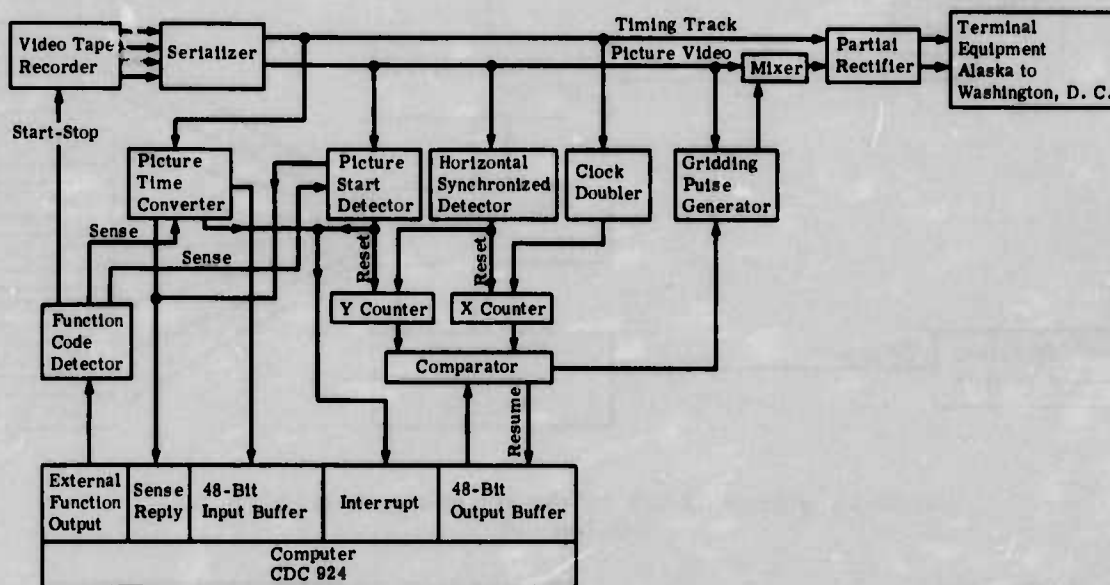 Timing Track
Picture Video
Video Tape
Recorder
Serializer
Mixer
Partial
Rectifier
Terminal
Equipment
Alaska to
Washington, D. C.
Start-Stop
Picture
Time
Converter
Picture
Start
Detector
Horizontal
Synchronized
Detector
Clock
Doubler
Gridding
Pulse
Generator
Sense
Sense
Reset
Reset
Y Counter
X Counter
Function
Code
Detector
Comparator
Resume
External
Function
Output
Sense
Reply
48-Bit
Input Buffer
Interrupt
48-Bit
Output Buffer
Computer
CDC 924